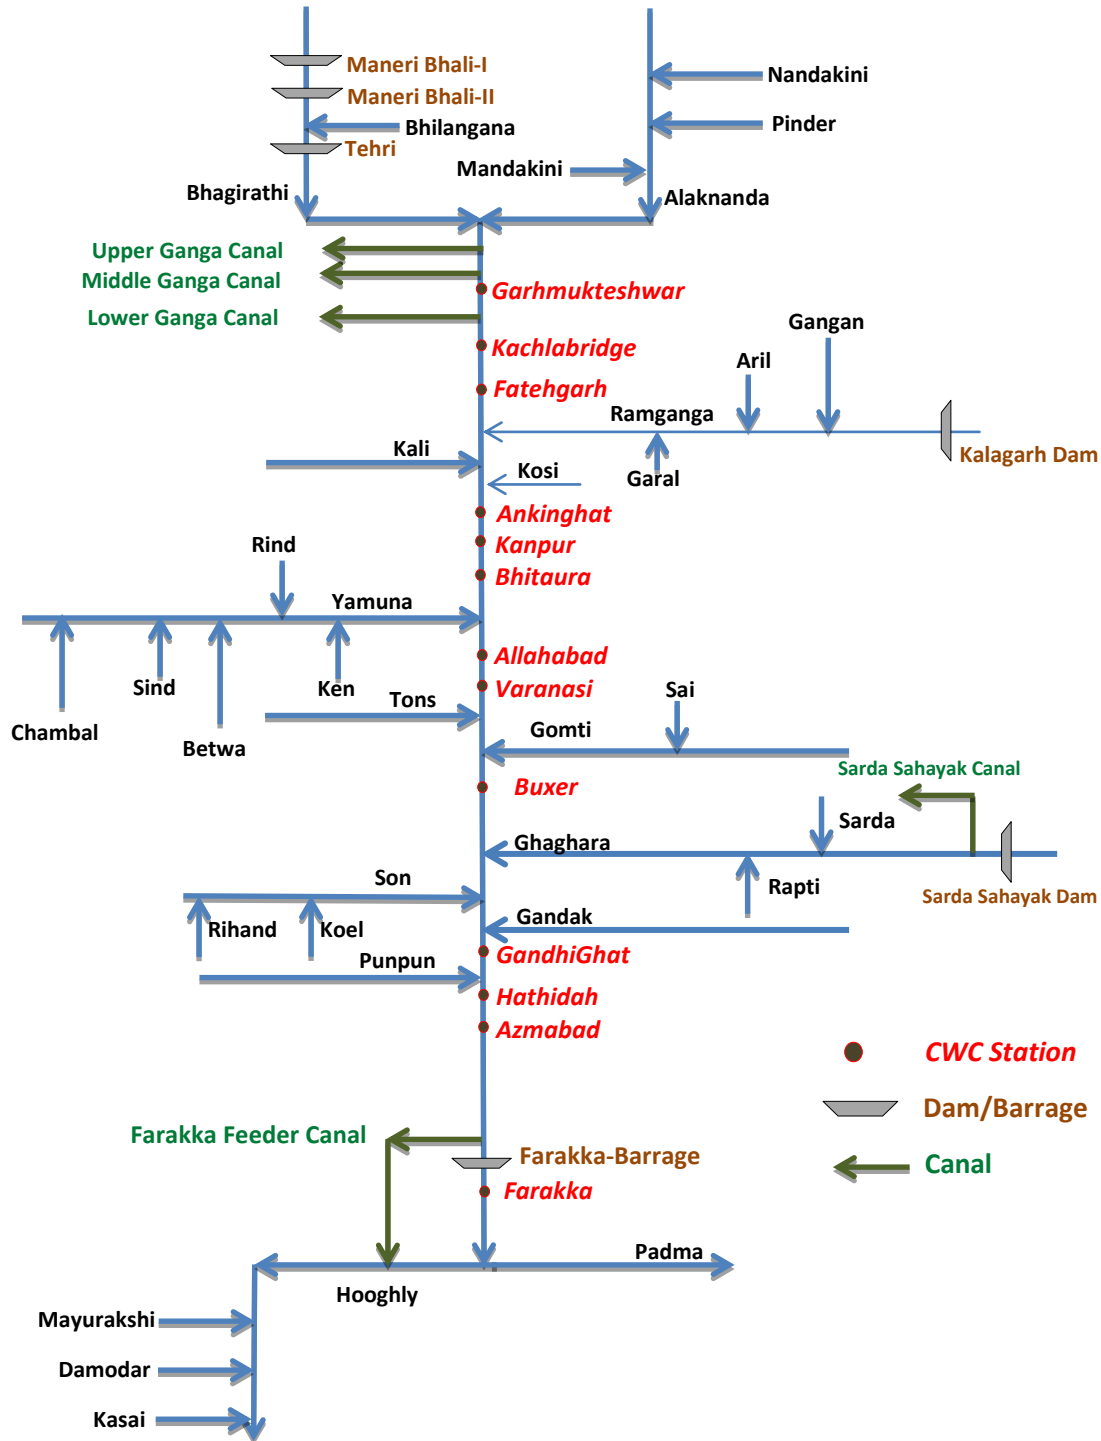 Maneri Bhali-I
Nandakini
Maneri Bhali-II
Bhilangana
Pinder
Tehri
Mandakini
Bhagirathi
Alaknanda
Upper Ganga Canal
Middle Ganga Canal
Garhmukteshwar
Lower Ganga Canal
Gangan
Kachlabridge
Aril
Fatehgarh
Ramganga
Kali
Kalagarh Dam
Kosi
Garal
Ankinghat
Rind
Kanpur
Bhitaura
Yamuna
Allahabad
Sind
Ken
Varanasi
Sai
Tons
Chambal
Betwa
Gomti
Sarda Sahayak Canal
Buxer
Sarda
Ghaghara
Son
Rapti
Sarda Sahayak Dam
Gandak
Rihand
Koel
GandhiGhat
Punpun
Hathidah
Azmabad
CWC Station
Dam/Barrage
Farakka Feeder Canal
Farakka-Barrage
Canal
Farakka
Padma
Hooghly
Mayurakshi
Damodar
Kasai